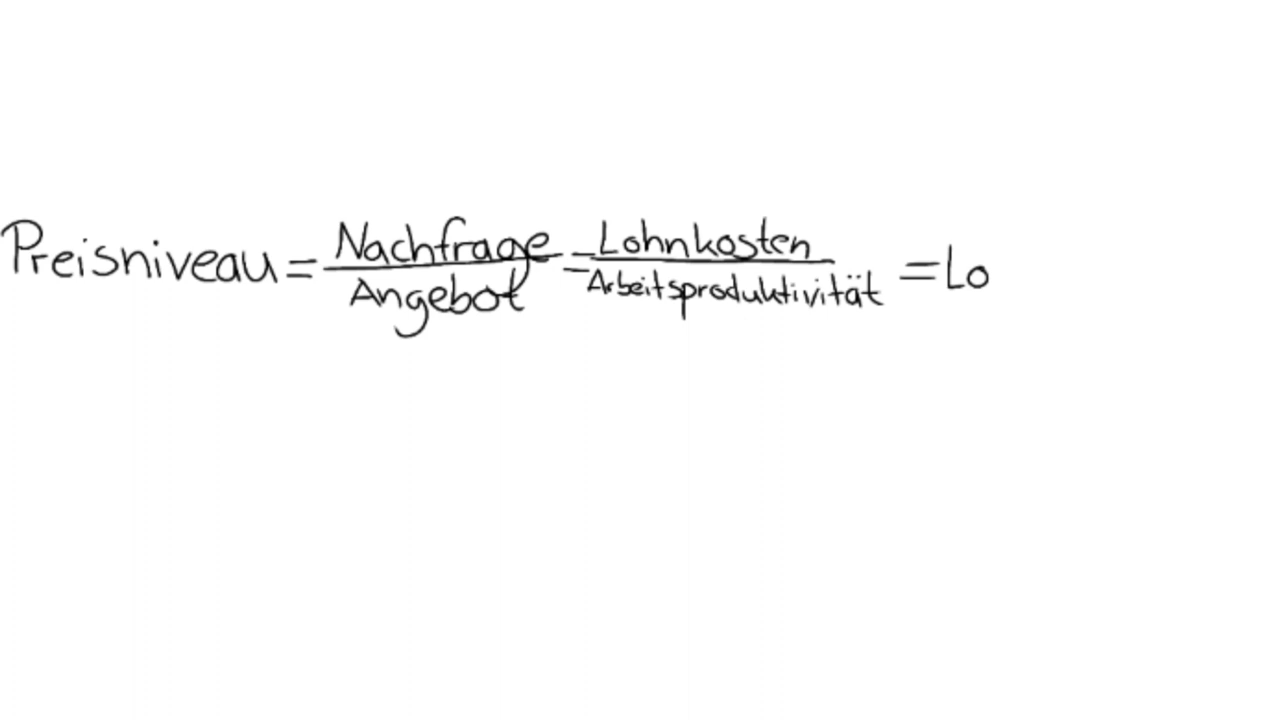 Preisniveau = Nachfrage / Angebot = Lohnkosten / Arbeitsproduktivität = Lo